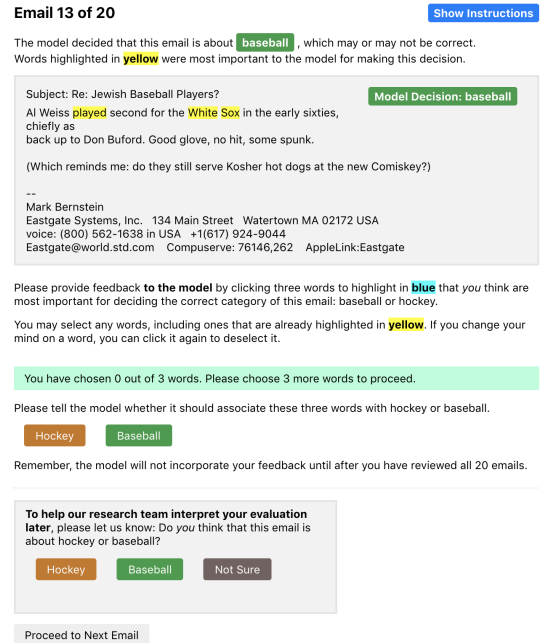 Email 13 of 20
Show Instructions
The model decided that this email is about baseball , which may or may not be correct.
Words highlighted in yellow were most important to the model for making this decision.
Subject: Re: Jewish Baseball Players?
Model Decision: baseball
Al Weiss played second for the White Sox in the early sixties,
chiefly as
back up to Don Buford. Good glove, no hit, some spunk.
(Which reminds me: do they still serve Kosher hot dogs at the new Comiskey?)
--
Mark Bernstein
Eastgate Systems, Inc. 134 Main Street Watertown MA 02172 USA
voice: (800) 562-1638 in USA +1(617) 924-9044
Eastgate@world.std.com Compuserve: 76146,262 AppleLink:Eastgate
Please provide feedback to the model by clicking three words to highlight in blue that you think are
most important for deciding the correct category of this email: baseball or hockey.
You may select any words, including ones that are already highlighted in yellow. If you change your
mind on a word, you can click it again to deselect it.
You have chosen 0 out of 3 words. Please choose 3 more words to proceed.
Please tell the model whether it should associate these three words with hockey or baseball.
Hockey Baseball
Remember, the model will not incorporate your feedback until after you have reviewed all 20 emails.
To help our research team interpret your evaluation
later, please let us know: Do you think that this email is
about hockey or baseball?
Hockey Baseball Not Sure
Proceed to Next Email